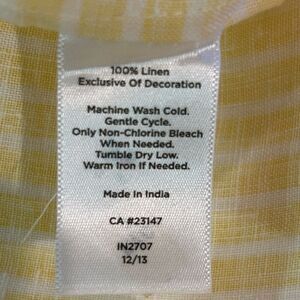 100% Linen
Exclusive Of Decoration
Machine Wash Cold.
Gentle Cycle.
Only Non-Chlorine Bleach
When Needed.
Tumble Dry Low.
Warm Iron If Needed.
Made In India
CA #23147
IN2707
12/13